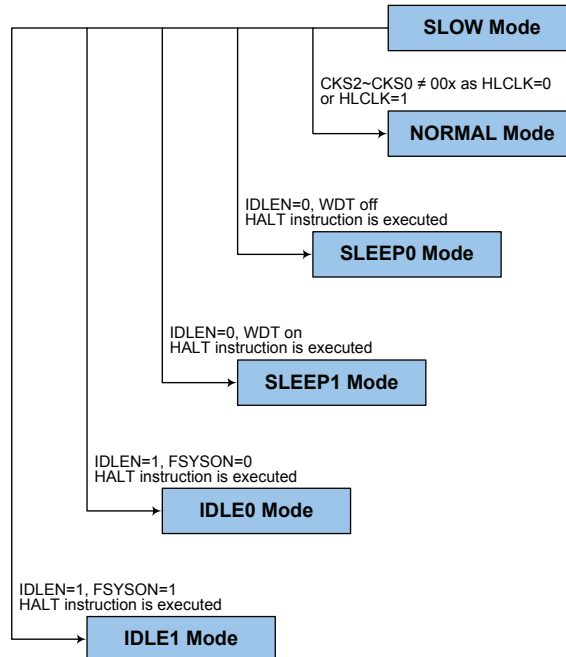 SLOW Mode
CKS2~CKS0 ≠ 00x as HLCLK=0
or HLCLK=1
NORMAL Mode
IDLEN=0, WDT off
HALT instruction is executed
SLEEP0 Mode
IDLEN=0, WDT on
HALT instruction is executed
SLEEP1 Mode
IDLEN=1, FSYSON=0
HALT instruction is executed
IDLE0 Mode
IDLEN=1, FSYSON=1
HALT instruction is executed
IDLE1 Mode